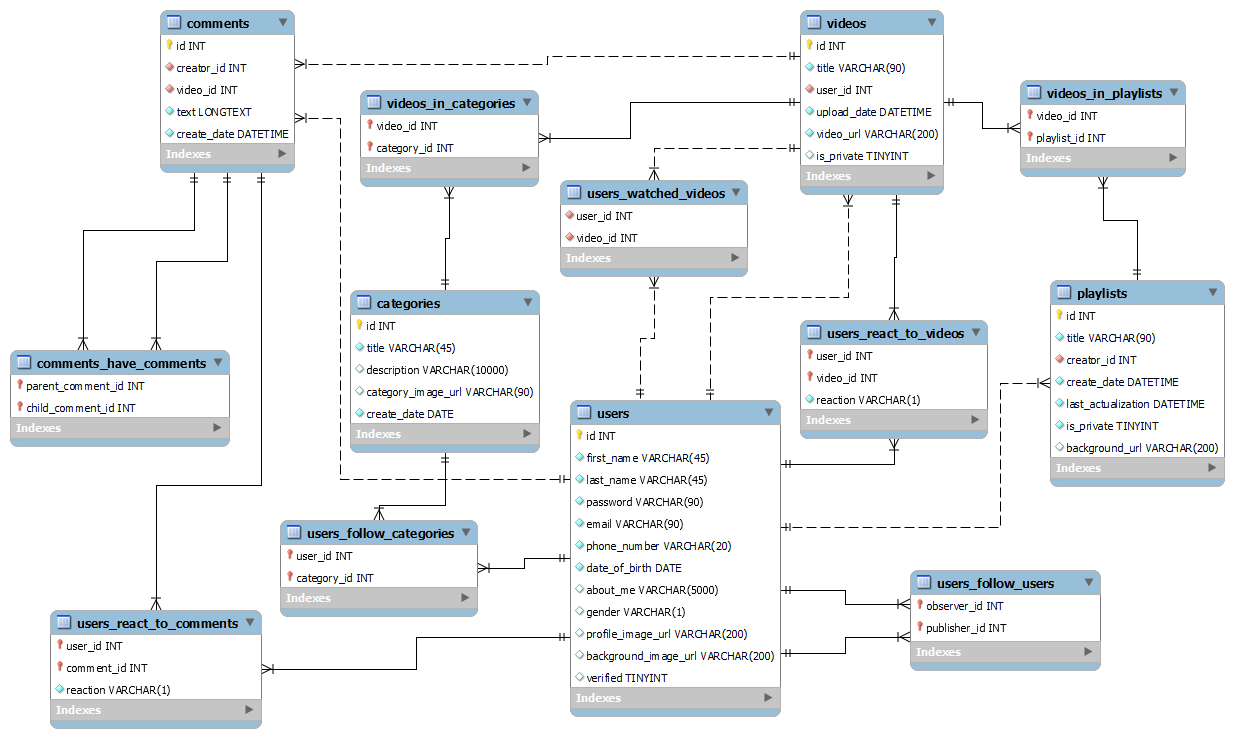 comments
id INT
creator_id INT
video_id INT
text LONGTEXT
create_date DATETIME
Indexes
videos
id INT
title VARCHAR(90)
user_id INT
upload_date DATETIME
video_url VARCHAR(200)
is_private TINYINT
Indexes
videos_in_categories
video_id INT
category_id INT
Indexes
videos_in_playlists
video_id INT
playlist_id INT
Indexes
users_watched_videos
user_id INT
video_id INT
Indexes
categories
id INT
title VARCHAR(45)
description VARCHAR(10000)
category_image_url VARCHAR(90)
create_date DATE
Indexes
playlists
id INT
title VARCHAR(90)
creator_id INT
create_date DATETIME
last_actualization DATETIME
is_private TINYINT
background_url VARCHAR(200)
Indexes
users_react_to_videos
user_id INT
video_id INT
reaction VARCHAR(1)
Indexes
comments_have_comments
parent_comment_id INT
child_comment_id INT
Indexes
users
id INT
first_name VARCHAR(45)
last_name VARCHAR(45)
password VARCHAR(90)
email VARCHAR(90)
phone_number VARCHAR(20)
date_of_birth DATE
about_me VARCHAR(5000)
gender VARCHAR(1)
profile_image_url VARCHAR(200)
background_image_url VARCHAR(200)
verified TINYINT
Indexes
users_follow_categories
user_id INT
category_id INT
Indexes
users_follow_users
observer_id INT
publisher_id INT
Indexes
users_react_to_comments
user_id INT
comment_id INT
reaction VARCHAR(1)
Indexes